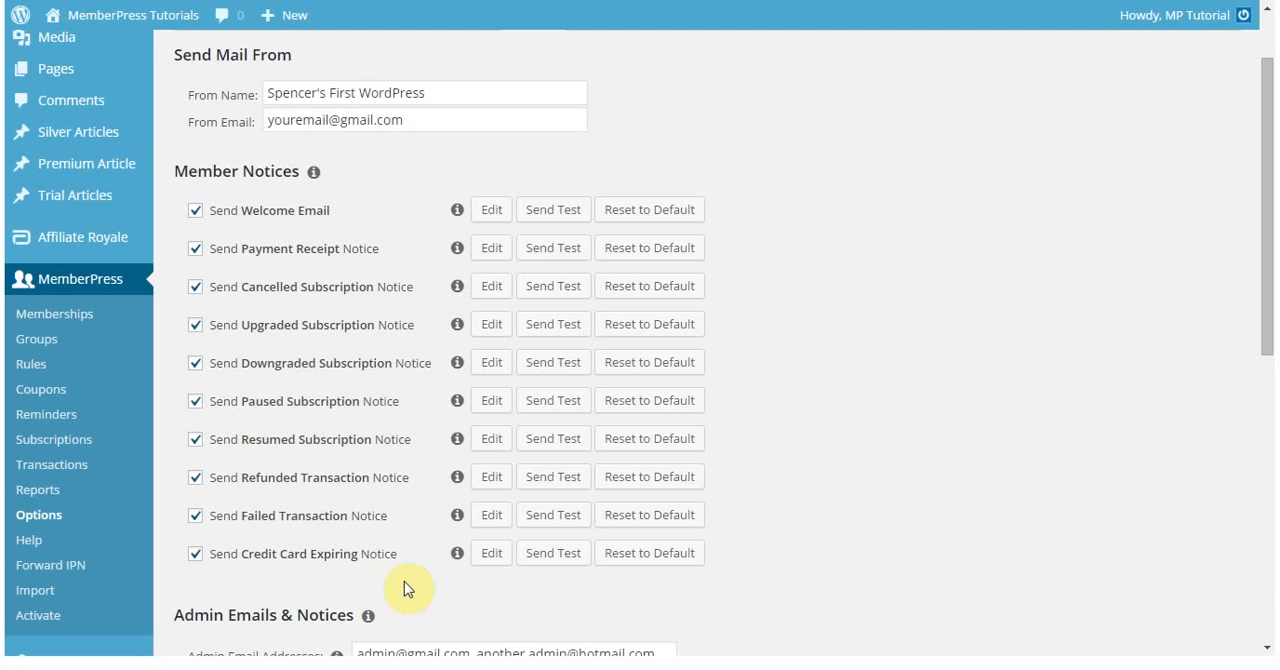 MemberPress Tutorials 0 New Howdy, MP Tutorial
Media
Pages
Comments
Silver Articles
Premium Article
Trial Articles
Affiliate Royale
MemberPress
Memberships
Groups
Rules
Coupons
Reminders
Subscriptions
Transactions
Reports
Options
Help
Forward IPN
Import
Activate
Send Mail From
From Name: Spencer's First WordPress
From Email: youremail@gmail.com
Member Notices
Send Welcome Email Edit Send Test Reset to Default
Send Payment Receipt Notice Edit Send Test Reset to Default
Send Cancelled Subscription Notice Edit Send Test Reset to Default
Send Upgraded Subscription Notice Edit Send Test Reset to Default
Send Downgraded Subscription Notice Edit Send Test Reset to Default
Send Paused Subscription Notice Edit Send Test Reset to Default
Send Resumed Subscription Notice Edit Send Test Reset to Default
Send Refunded Transaction Notice Edit Send Test Reset to Default
Send Failed Transaction Notice Edit Send Test Reset to Default
Send Credit Card Expiring Notice Edit Send Test Reset to Default
Admin Emails & Notices
Admin Email Addresses: admin@gmail.com, another.admin@hotmail.com